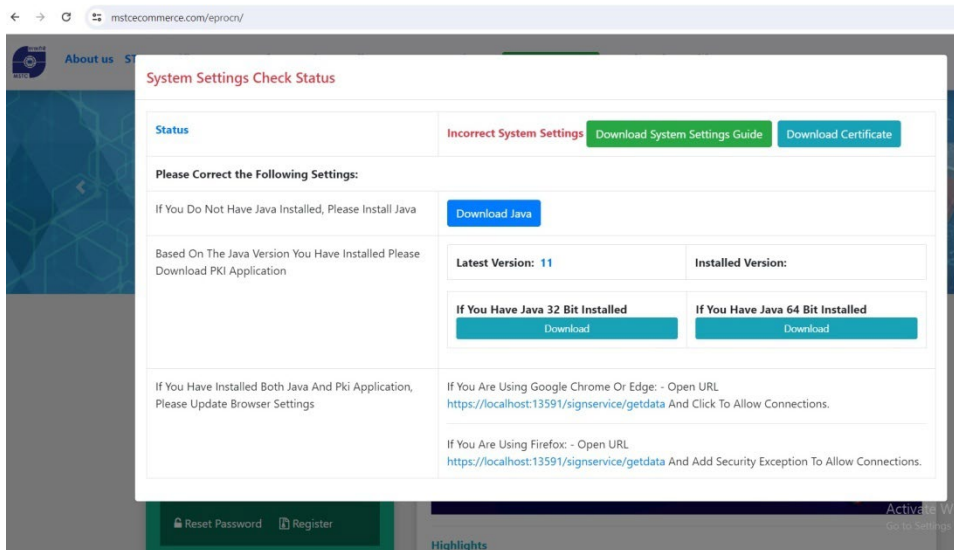 mstcecommerce.com/eprocn/
MSTC
About us
System Settings Check Status
Status
Incorrect System Settings
Download System Settings Guide
Download Certificate
Please Correct the Following Settings:
If You Do Not Have Java Installed, Please Install Java
Download Java
Based On The Java Version You Have Installed Please
Download PKI Application
Latest Version: 11
Installed Version:
If You Have Java 32 Bit Installed
Download
If You Have Java 64 Bit Installed
Download
If You Have Installed Both Java And Pki Application,
Please Update Browser Settings
If You Are Using Google Chrome Or Edge: - Open URL
https://localhost:13591/signservice/getdata And Click To Allow Connections.
If You Are Using Firefox: - Open URL
https://localhost:13591/signservice/getdata And Add Security Exception To Allow Connections.
Reset Password
Register
Highlights
Activate W
Go to Settings